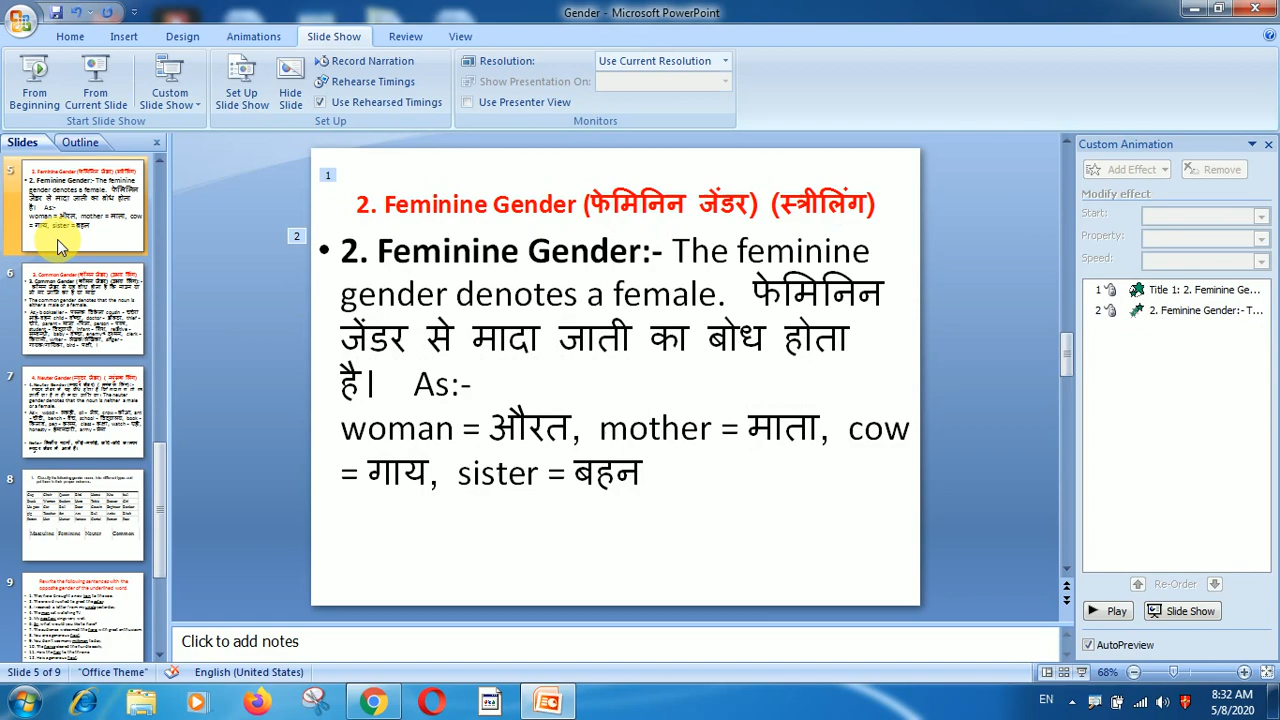 Gender - Microsoft PowerPoint
Home Insert Design Animations Slide Show Review View
From Beginning
From Current Slide
Custom Slide Show
Start Slide Show
Set Up Slide Show
Hide Slide
Record Narration
Rehearse Timings
Use Rehearsed Timings
Set Up
Resolution: Use Current Resolution
Show Presentation On:
Use Presenter View
Monitors
Slides Outline
5
6
7
8
9
1
2. Feminine Gender (फेमिनिन जेंडर) (स्त्रीलिंग)
2
• 2. Feminine Gender:- The feminine
gender denotes a female. फेमिनिन
जेंडर से मादा जाती का बोध होता
है। As:-
woman = औरत, mother = माता, cow
= गाय, sister = बहन
Click to add notes
Custom Animation
Add Effect Remove
Modify effect
Start:
Property:
Speed:
1 Title 1: 2. Feminine Ge...
2 2. Feminine Gender:- T...
Re-Order
Play Slide Show
AutoPreview
Slide 5 of 9 "Office Theme" English (United States) 68%
EN 8:32 AM
5/8/2020